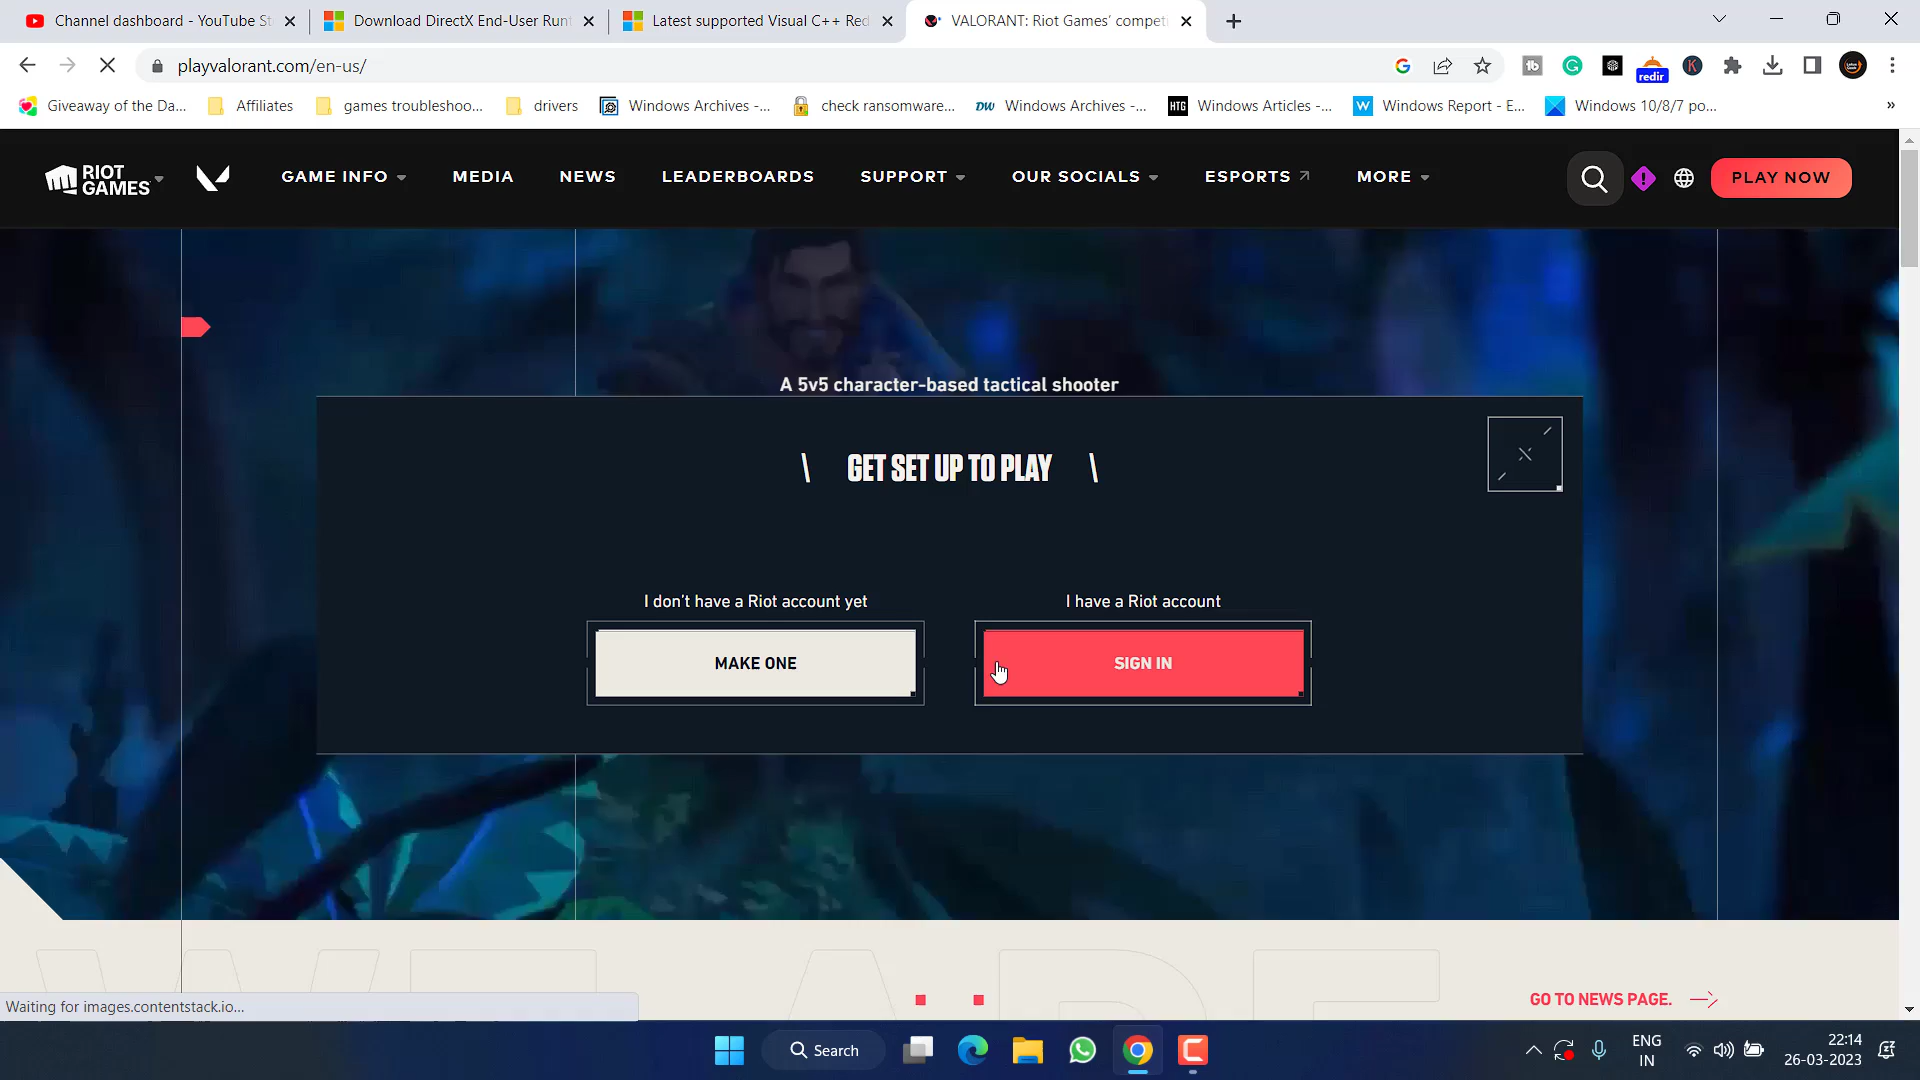 Channel dashboard - YouTube St
Download DirectX End-User Runt
Latest supported Visual C++ Red
VALORANT: Riot Games' competi
playvalorant.com/en-us/
redir
Giveaway of the Da...
Affiliates
games troubleshoo...
drivers
Windows Archives -...
check ransomware...
DW
Windows Archives -...
HTG
Windows Articles -...
W
Windows Report - E...
Windows 10/8/7 po...
RIOT
GAMES
GAME INFO
MEDIA
NEWS
LEADERBOARDS
SUPPORT
OUR SOCIALS
ESPORTS
MORE
PLAY NOW
A 5v5 character-based tactical shooter
\ GET SET UP TO PLAY \
I don't have a Riot account yet
I have a Riot account
MAKE ONE
SIGN IN
WE ARE
GO TO NEWS PAGE.
Waiting for images.contentstack.io...
Search
ENG
IN
22:14
26-03-2023